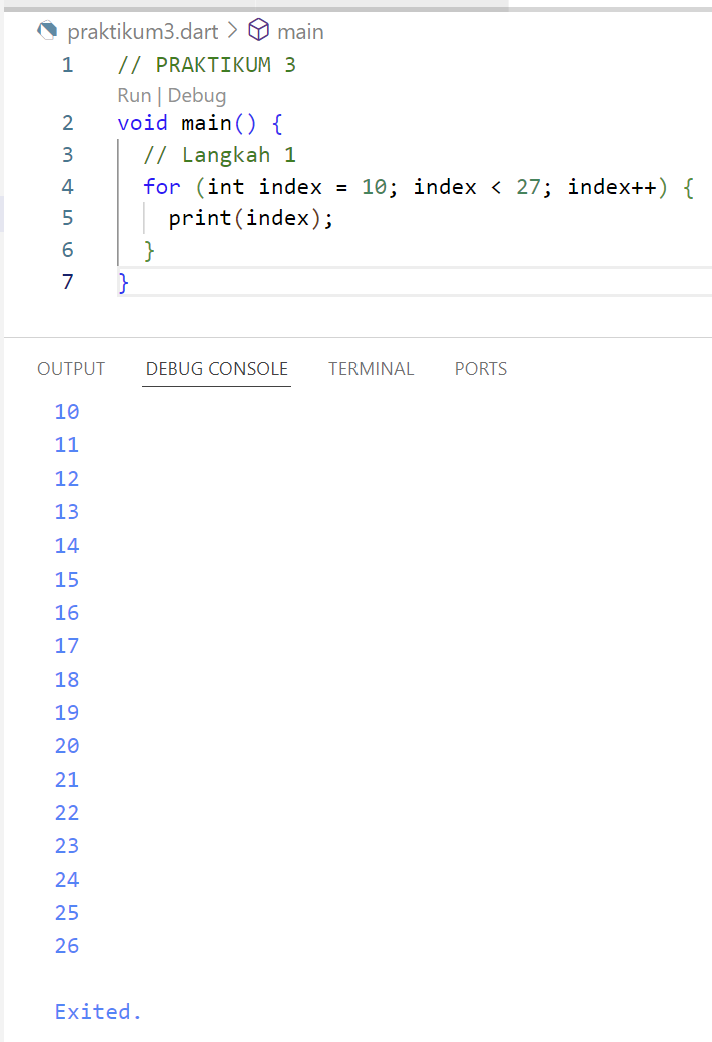 praktikum3.dart > main
1 // PRAKTIKUM 3
Run | Debug
2 void main() {
3 // Langkah 1
4 for (int index = 10; index < 27; index++) {
5 print(index);
6 }
7 }
OUTPUT DEBUG CONSOLE TERMINAL PORTS
10
11
12
13
14
15
16
17
18
19
20
21
22
23
24
25
26
Exited.